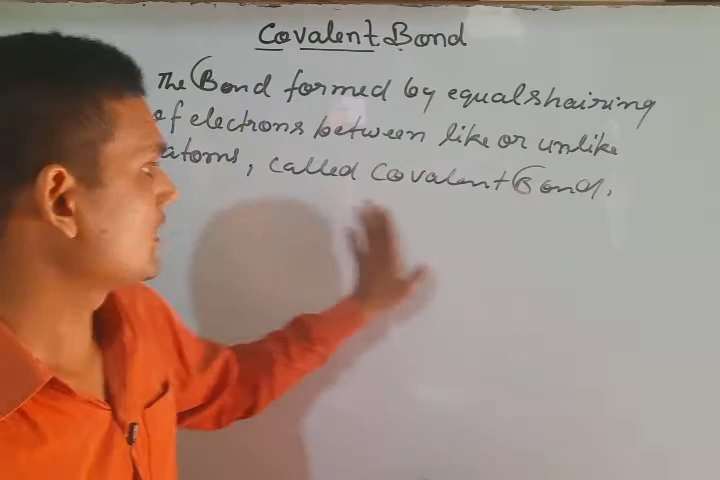 Covalent Bond
The Bond formed by equal shairing
of electrons between like or unlike
atoms, called Covalent Bond.